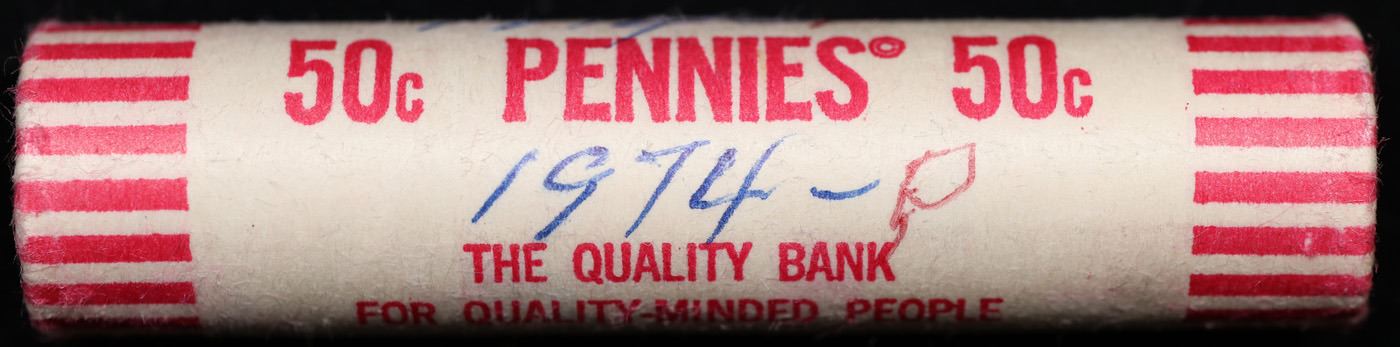 50c PENNIES© 50c
1974-D
THE QUALITY BANK
FOR QUALITY-MINDED PEOPLE